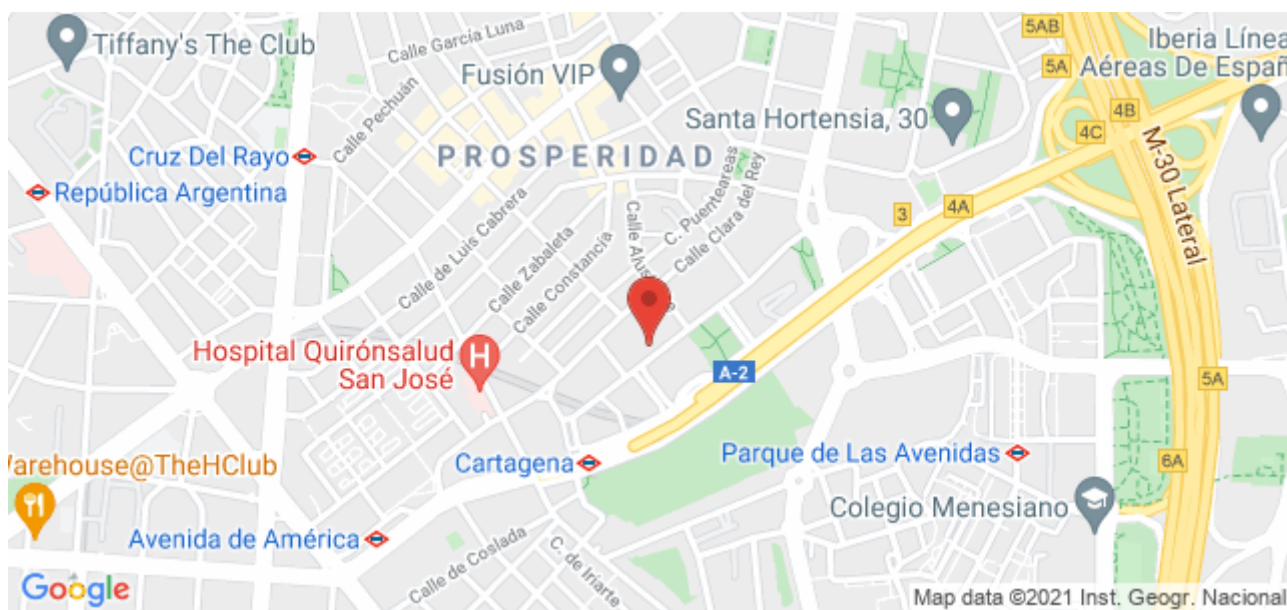 Tiffany's The Club
Calle García Luna
Fusión VIP
Calle Pechuán
Cruz Del Rayo
República Argentina
PROSPERIDAD
Santa Hortensia, 30
5AB
5A
Iberia Línea
Aéreas De Españ
4B
4C
M-30 Lateral
3
4A
Calle de Luis Cabrera
Calle Zabaleta
Calle Constancia
C. Puenteareas
Calle Clara del Rey
Hospital Quirónsalud
San José
H
A-2
5A
Warehouse@TheHClub
Cartagena
Parque de Las Avenidas
6A
Colegio Menesiano
Avenida de América
Calle de Coslada
C. de Iriarte
Google
Map data ©2021 Inst. Geogr. Nacional